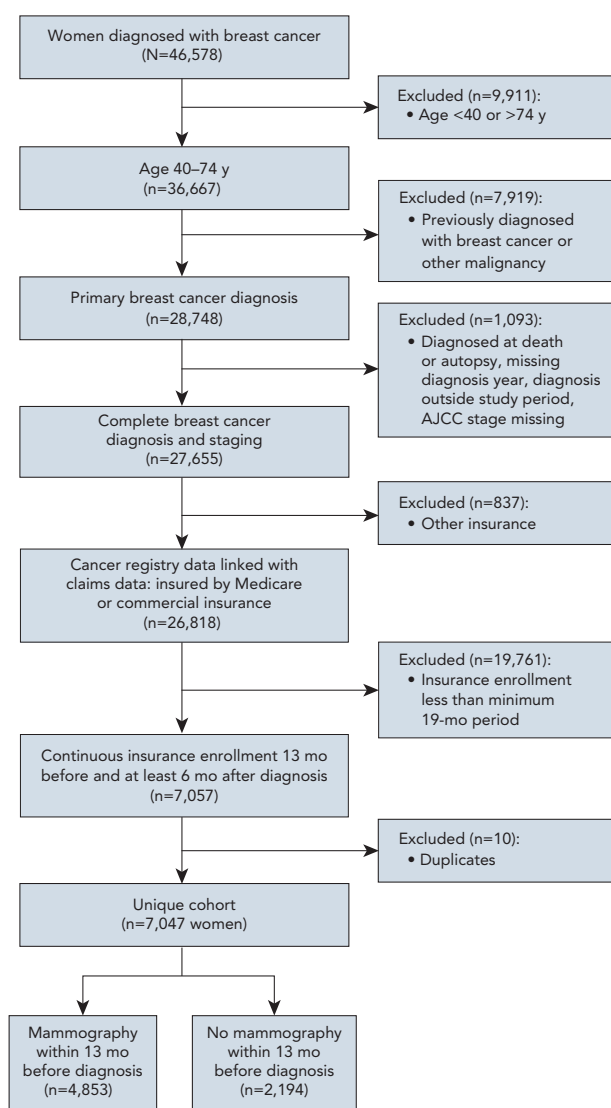 Women diagnosed with breast cancer
(N=46,578)
Excluded (n=9,911):
• Age <40 or >74 y
Age 40–74 y
(n=36,667)
Excluded (n=7,919):
• Previously diagnosed
with breast cancer or
other malignancy
Primary breast cancer diagnosis
(n=28,748)
Excluded (n=1,093):
• Diagnosed at death
or autopsy, missing
diagnosis year, diagnosis
outside study period,
AJCC stage missing
Complete breast cancer
diagnosis and staging
(n=27,655)
Excluded (n=837):
• Other insurance
Cancer registry data linked with
claims data: insured by Medicare
or commercial insurance
(n=26,818)
Excluded (n=19,761):
• Insurance enrollment
less than minimum
19-mo period
Continuous insurance enrollment 13 mo
before and at least 6 mo after diagnosis
(n=7,057)
Excluded (n=10):
• Duplicates
Unique cohort
(n=7,047 women)
Mammography
within 13 mo
before diagnosis
(n=4,853)
No mammography
within 13 mo
before diagnosis
(n=2,194)